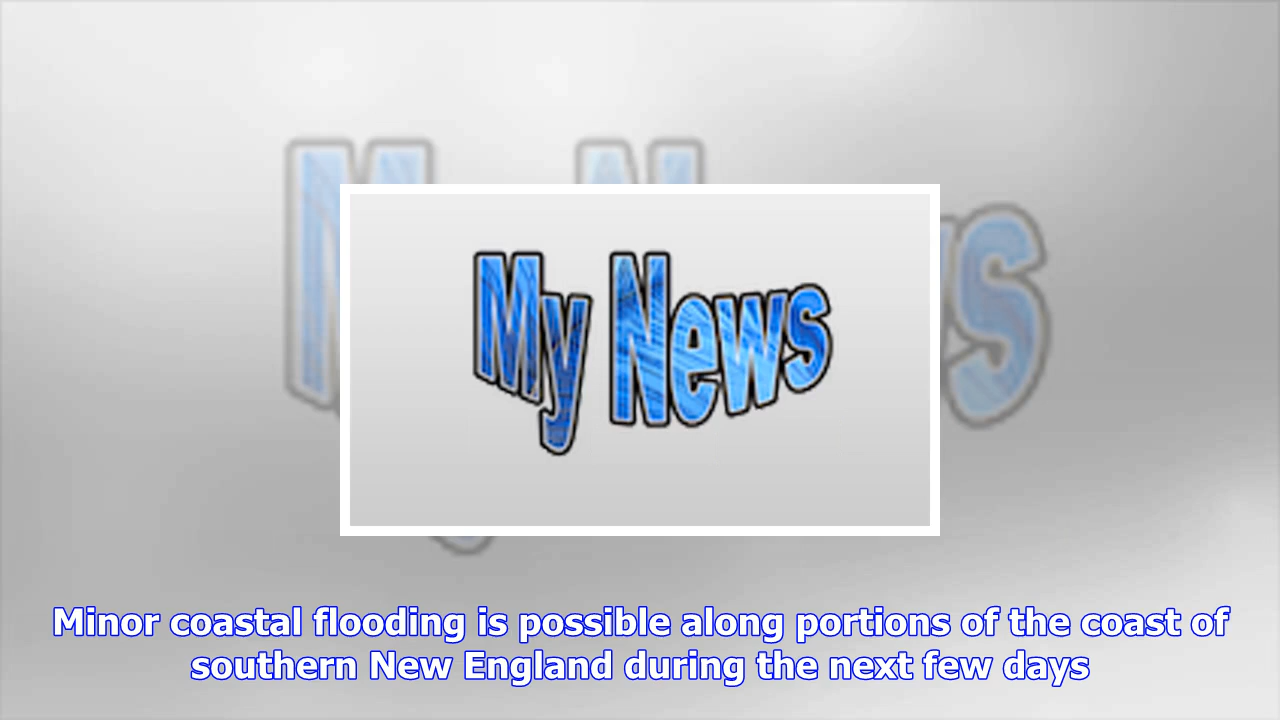 My News
Minor coastal flooding is possible along portions of the coast of
southern New England during the next few days